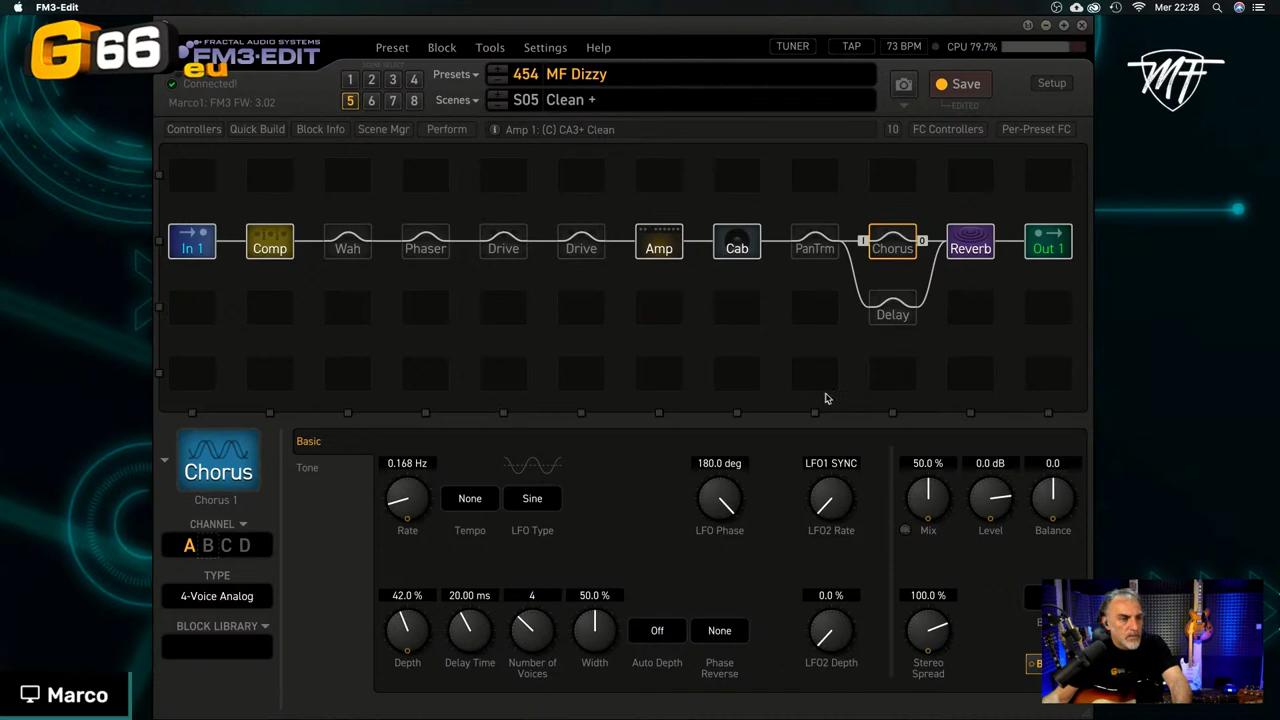 FM3-Edit
Mer 22:28
G66
eu
FRACTAL AUDIO SYSTEMS
FM3-EDIT
Preset Block Tools Settings Help
TUNER TAP 73 BPM CPU 79.7%
Connected!
Marco1: FM3 FW: 3.02
SCENE SELECT
1 2 3 4
5 6 7 8
Presets 454 MF Dizzy
Scenes S05 Clean +
Save
EDITED
Setup
Controllers Quick Build Block Info Scene Mgr Perform Amp 1: (C) CA3+ Clean 10 FC Controllers Per-Preset FC
MF
In 1 Comp Wah Phaser Drive Drive Amp Cab PanTrm I Chorus O Reverb Out 1
Delay
Chorus
Chorus 1
CHANNEL
A B C D
TYPE
4-Voice Analog
BLOCK LIBRARY
Basic
Tone
0.168 Hz 180.0 deg LFO1 SYNC 50.0 % 0.0 dB 0.0
None Sine
Rate Tempo LFO Type LFO Phase LFO2 Rate Mix Level Balance
42.0 % 20.00 ms 4 50.0 % 0.0 % 100.0 %
Off None
Depth Delay Time Number of Voices Width Auto Depth Phase Reverse LFO2 Depth Stereo Spread
Marco